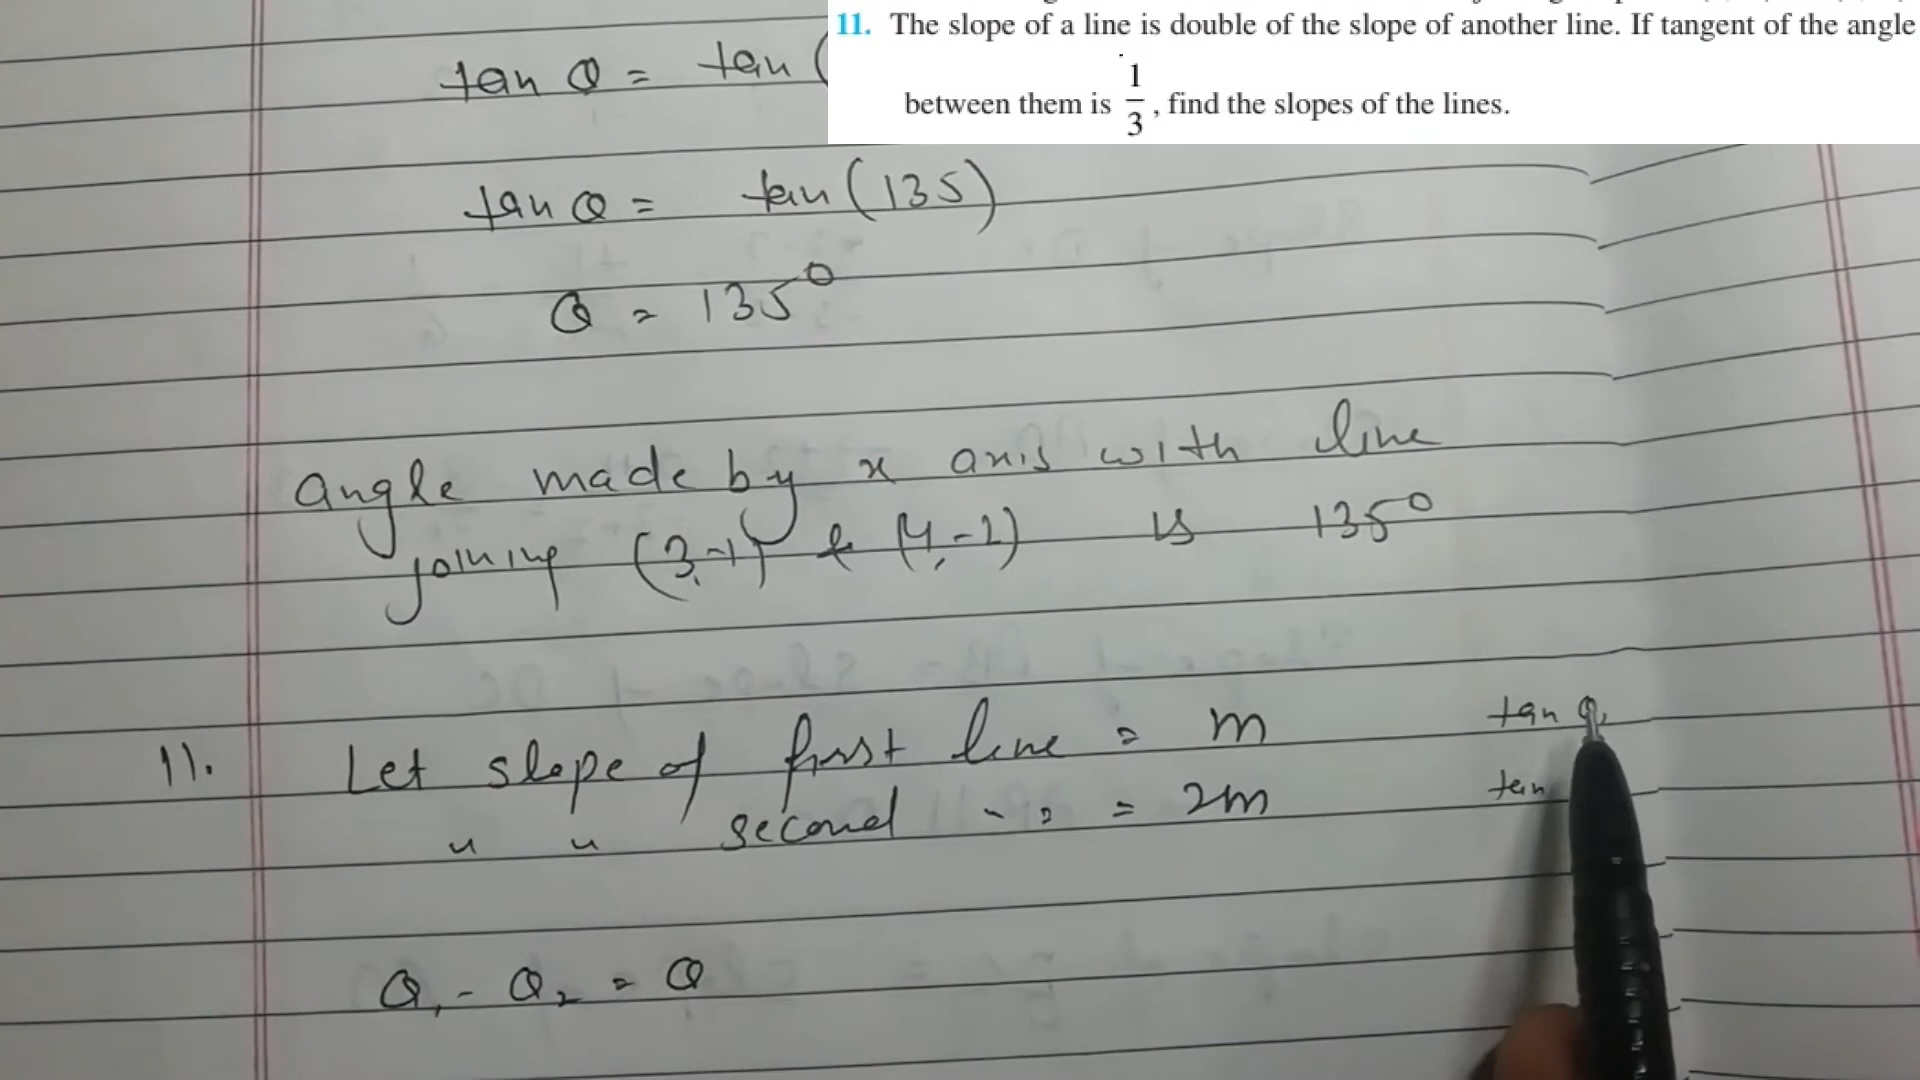 11. The slope of a line is double of the slope of another line. If tangent of the angle
between them is 1/3, find the slopes of the lines.
tan θ = tan (
tan θ = tan (135)
θ = 135°
angle made by x axis with line
joining (3,-1) & (4,-2) is 135°
11. Let slope of first line = m tan θ1
" " second " " = 2m tan
θ1 - θ2 = θ